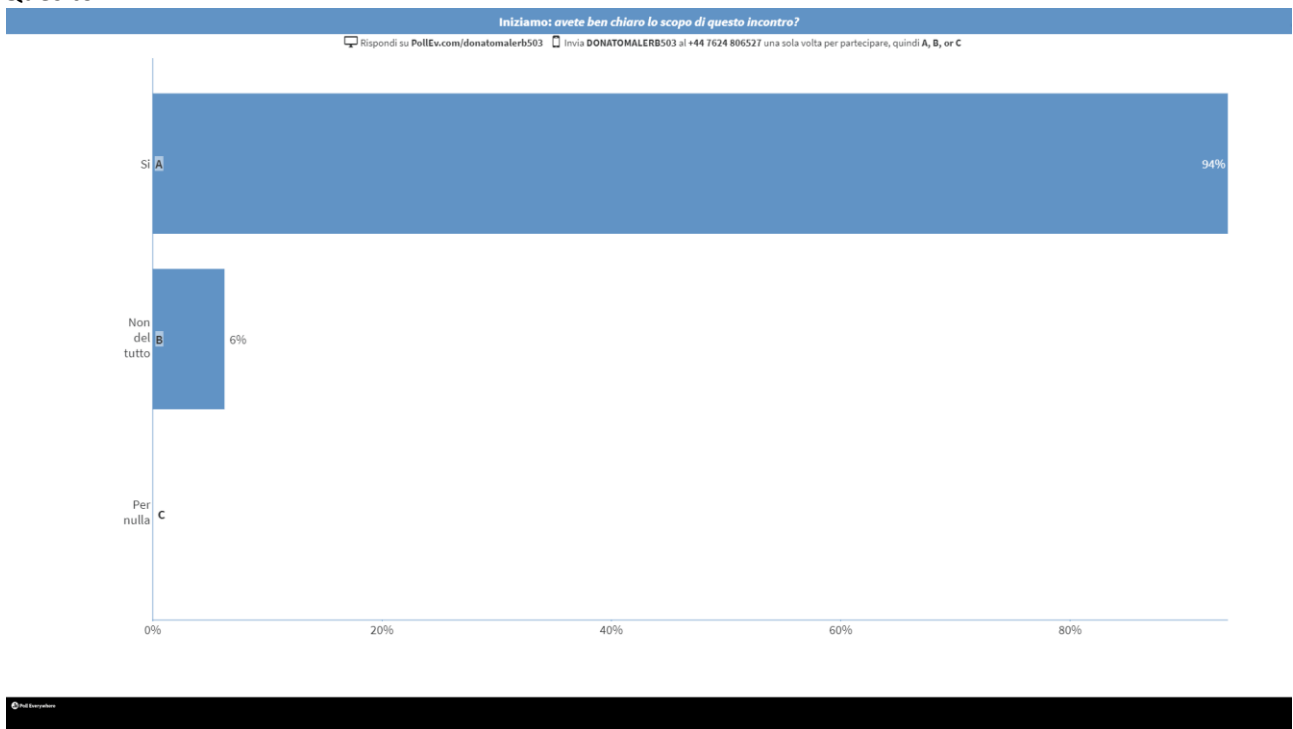 Iniziamo: avete ben chiaro lo scopo di questo incontro?
Rispondi su PollEv.com/donatomalerb503 Invia DONATOMALERB503 al +44 7624 806527 una sola volta per partecipare, quindi A, B, or C
Si A 94%
Non
del
tutto
B 6%
Per
nulla
C
0% 20% 40% 60% 80%
Poll Everywhere